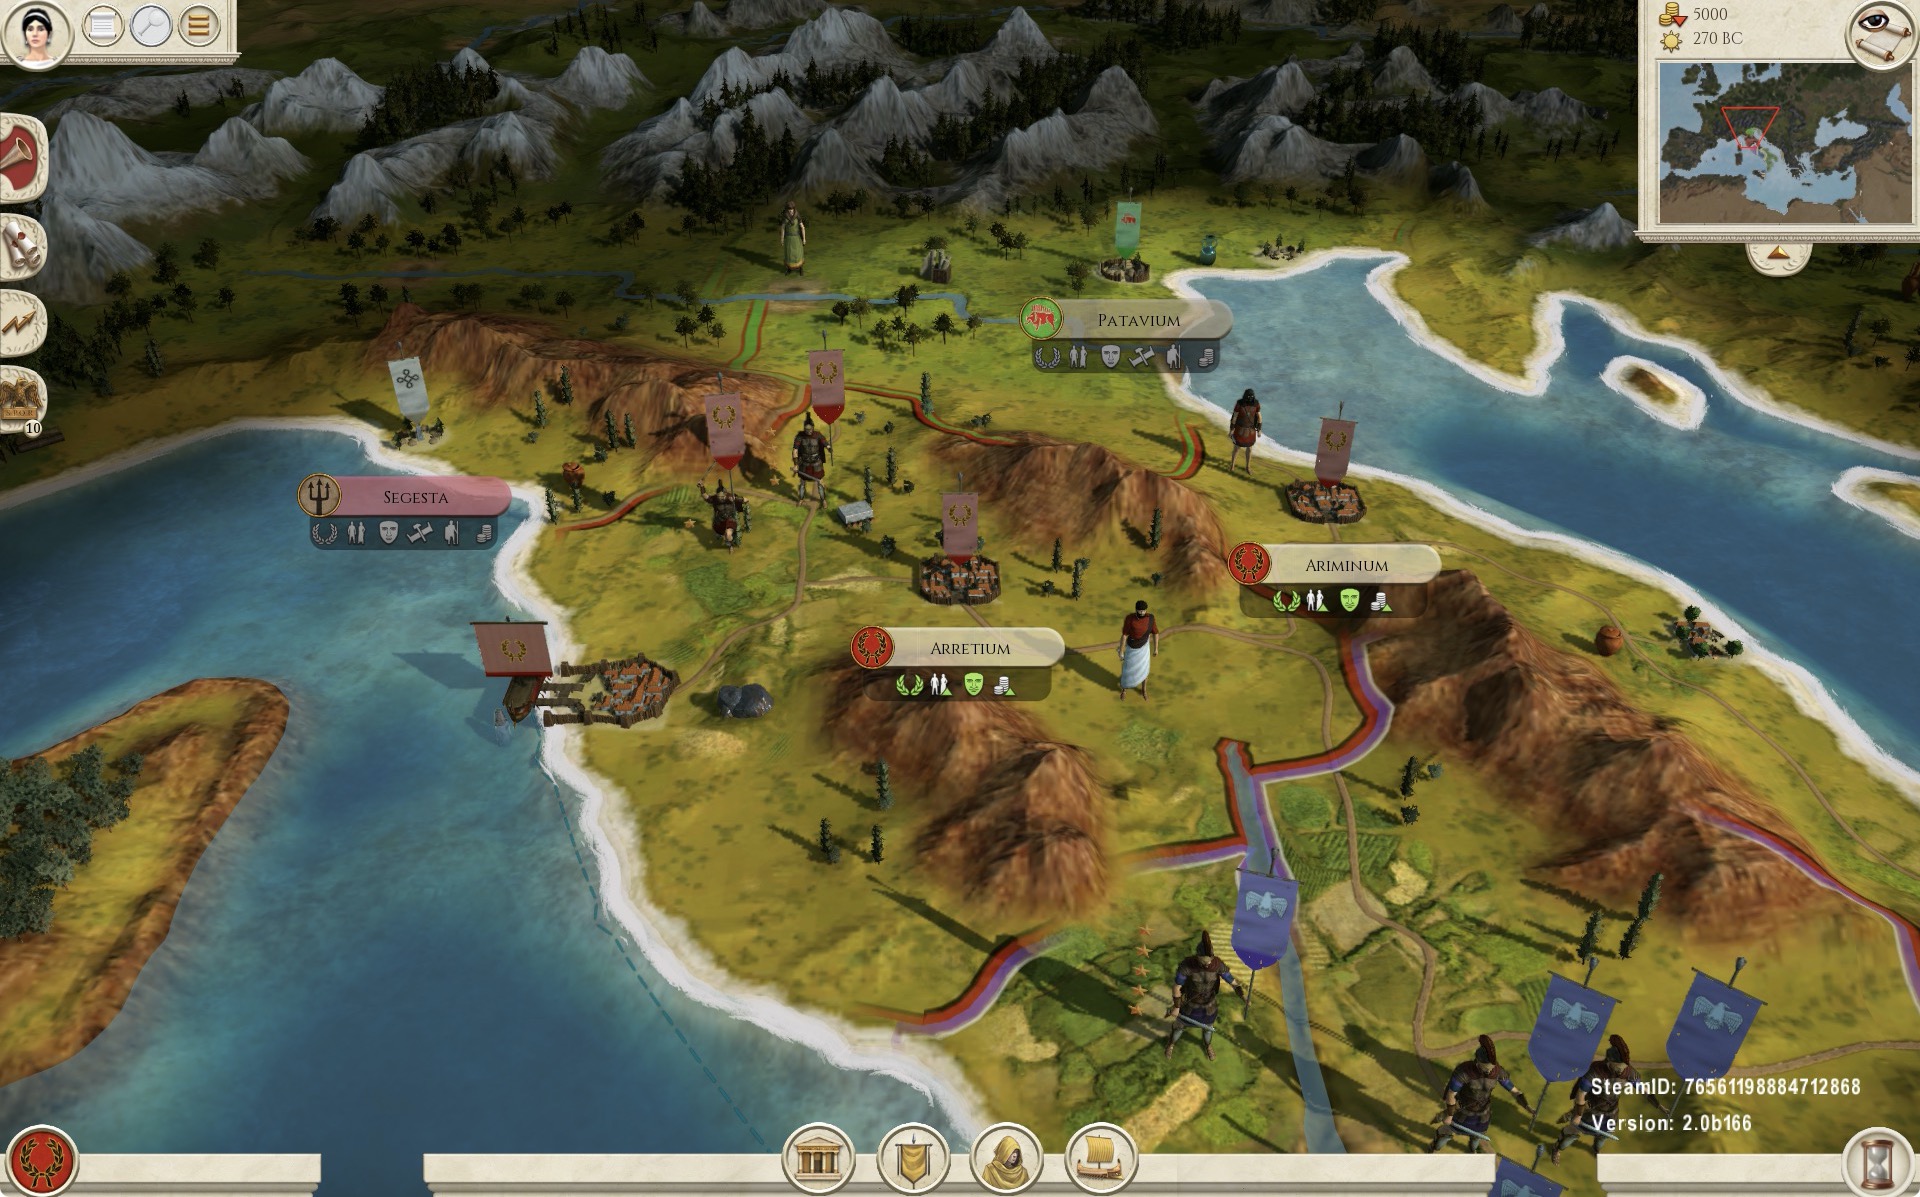 5000
270 BC
S·P·Q·R
10
PATAVIUM
SEGESTA
ARIMINUM
ARRETIUM
SteamID: 76561198884712868
Version: 2.0b166